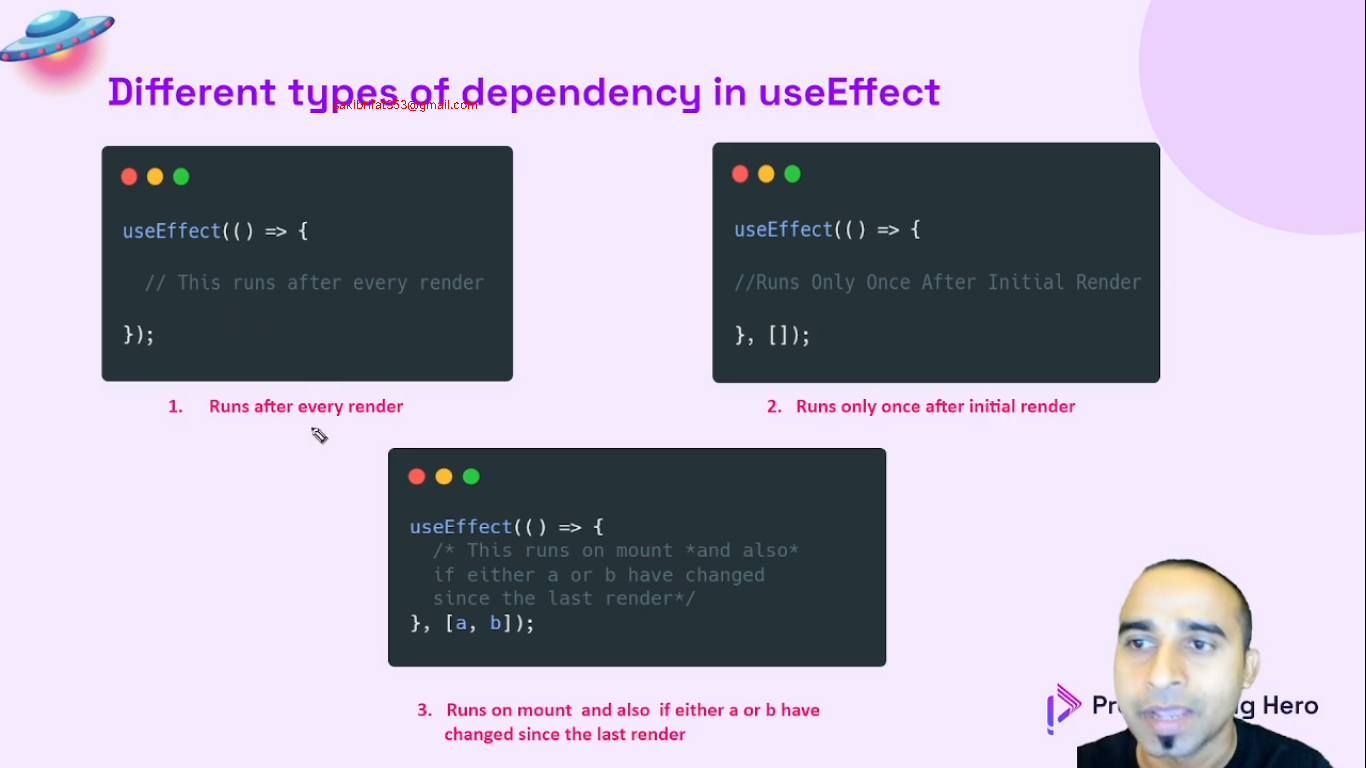 Different types of dependency in useEffect
sakibrifat353@gmail.com
useEffect(() => {
// This runs after every render
});
1. Runs after every render
useEffect(() => {
//Runs Only Once After Initial Render
}, []);
2. Runs only once after initial render
useEffect(() => {
/* This runs on mount *and also*
if either a or b have changed
since the last render*/
}, [a, b]);
3. Runs on mount and also if either a or b have
changed since the last render
Hero